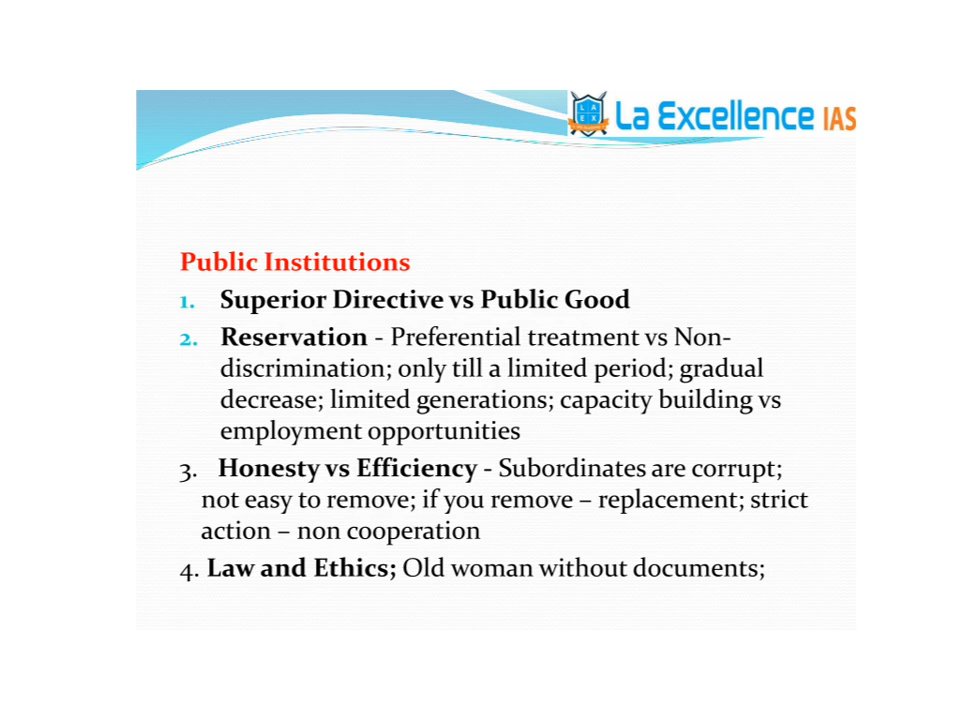 LA
EX
La Excellence IAS
Public Institutions
1. Superior Directive vs Public Good
2. Reservation - Preferential treatment vs Non-
discrimination; only till a limited period; gradual
decrease; limited generations; capacity building vs
employment opportunities
3. Honesty vs Efficiency - Subordinates are corrupt;
not easy to remove; if you remove – replacement; strict
action – non cooperation
4. Law and Ethics; Old woman without documents;